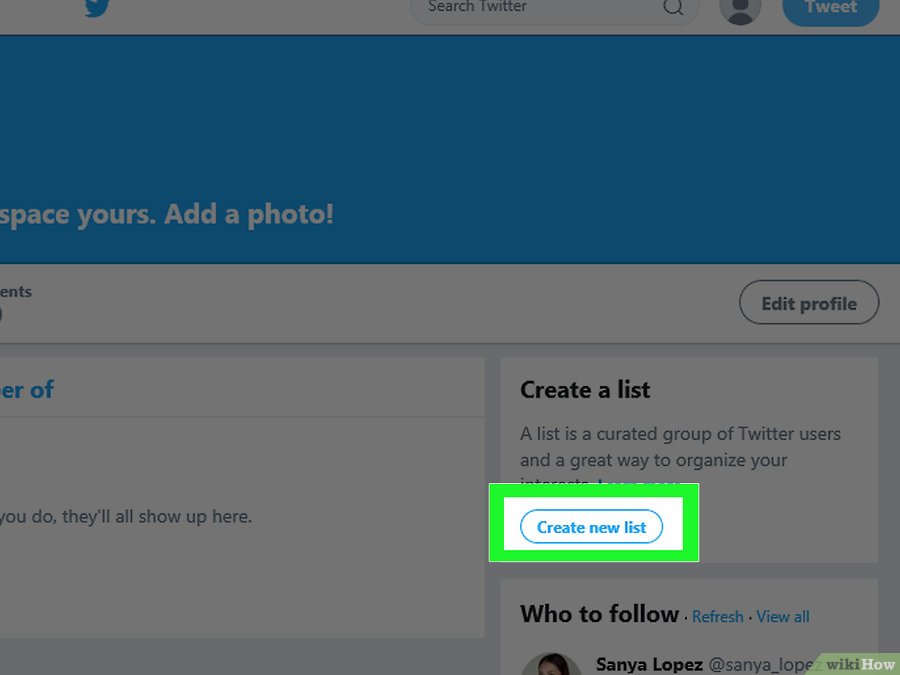 Search Twitter
Tweet
space yours. Add a photo!
ents
Edit profile
er of
Create a list
A list is a curated group of Twitter users
and a great way to organize your
interests. Learn more
you do, they'll all show up here.
Create new list
Who to follow · Refresh · View all
Sanya Lopez @sanya_lopez
wikiHow